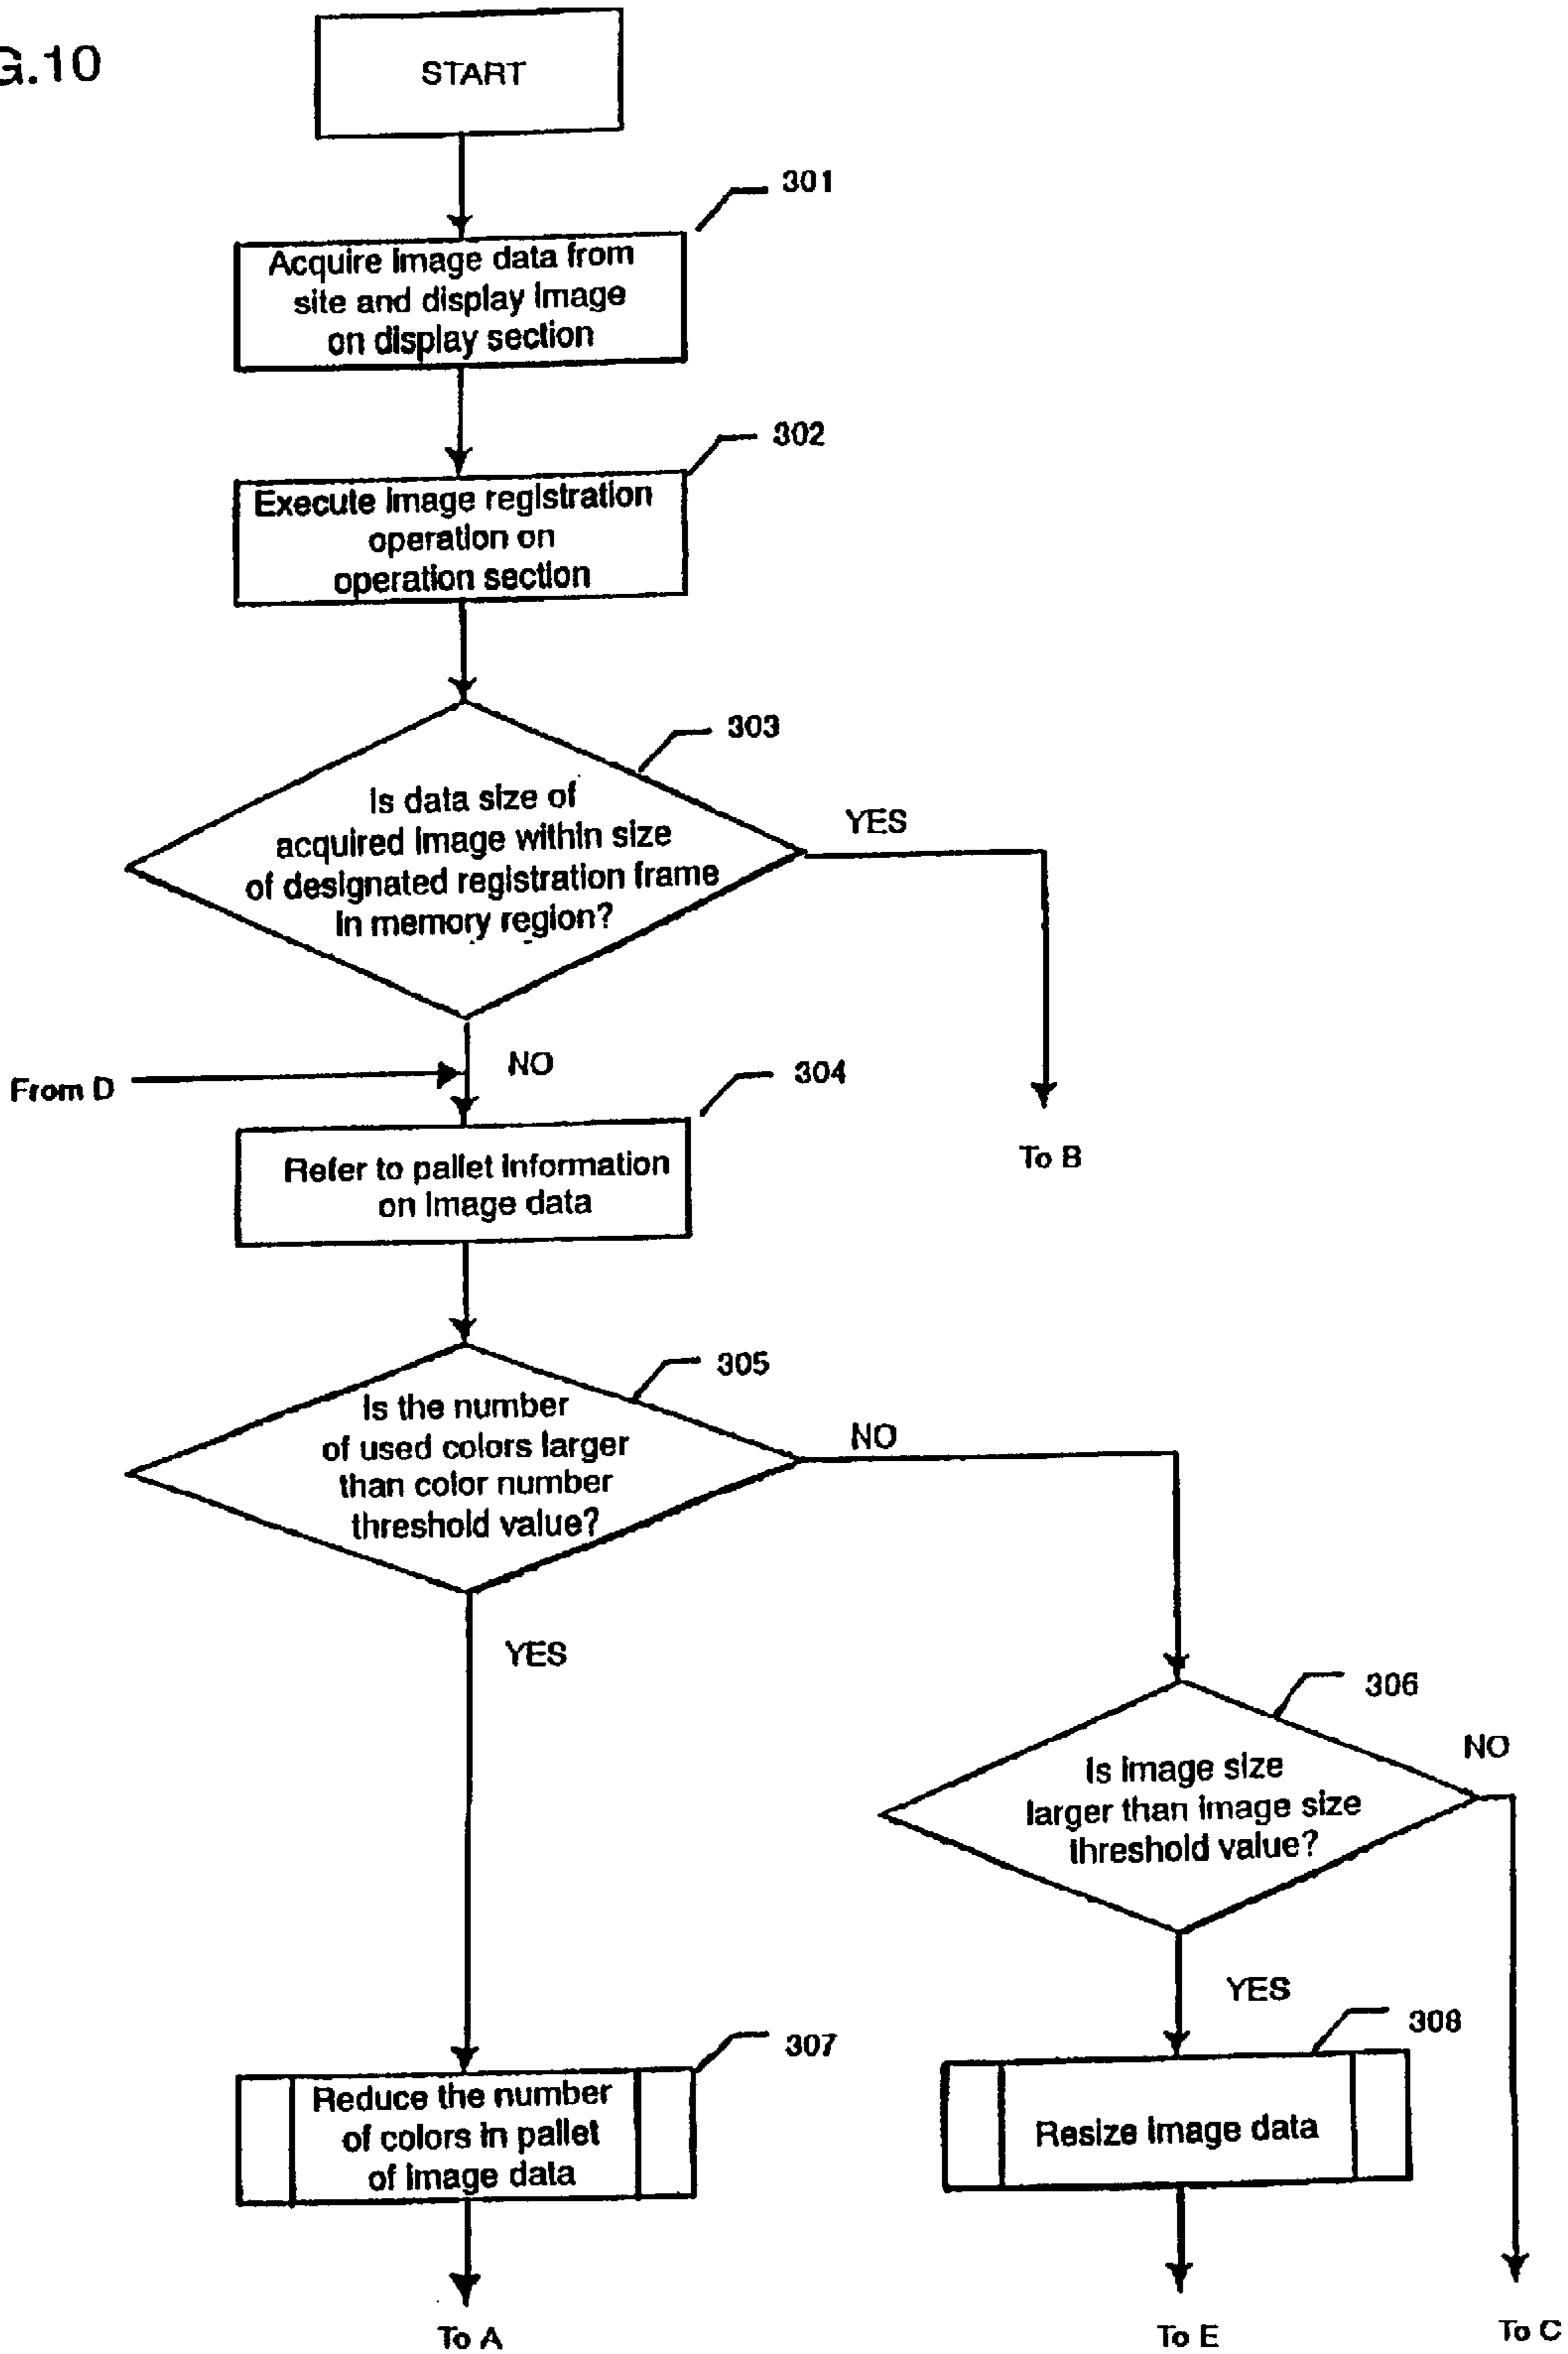 G.10
START
301
Acquire image data from
site and display image
on display section
302
Execute image registration
operation on
operation section
303
Is data size of
acquired image within size
of designated registration frame
in memory region?
YES
NO
From D
304
To B
Refer to pallet information
on image data
305
Is the number
of used colors larger
than color number
threshold value?
NO
YES
306
NO
Is image size
larger than image size
threshold value?
YES
307
308
Reduce the number
of colors in pallet
of image data
Resize image data
To A
To E
To C